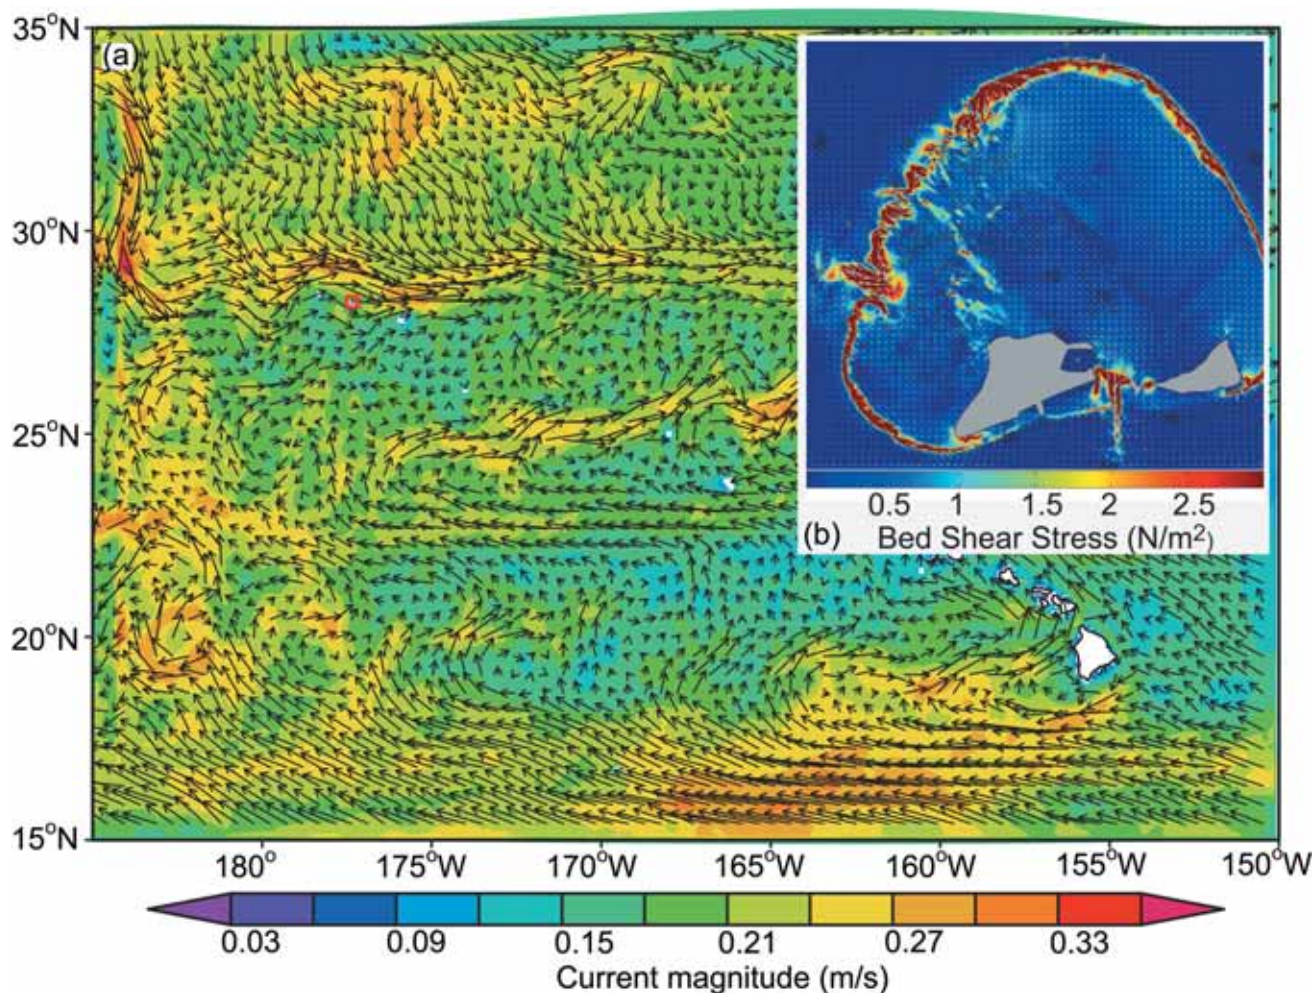 35°N
(a)
30°N
25°N
20°N
15°N
0.5 1 1.5 2 2.5
(b) Bed Shear Stress (N/m²)
180° 175°W 170°W 165°W 160°W 155°W 150°W
0.03 0.09 0.15 0.21 0.27 0.33
Current magnitude (m/s)